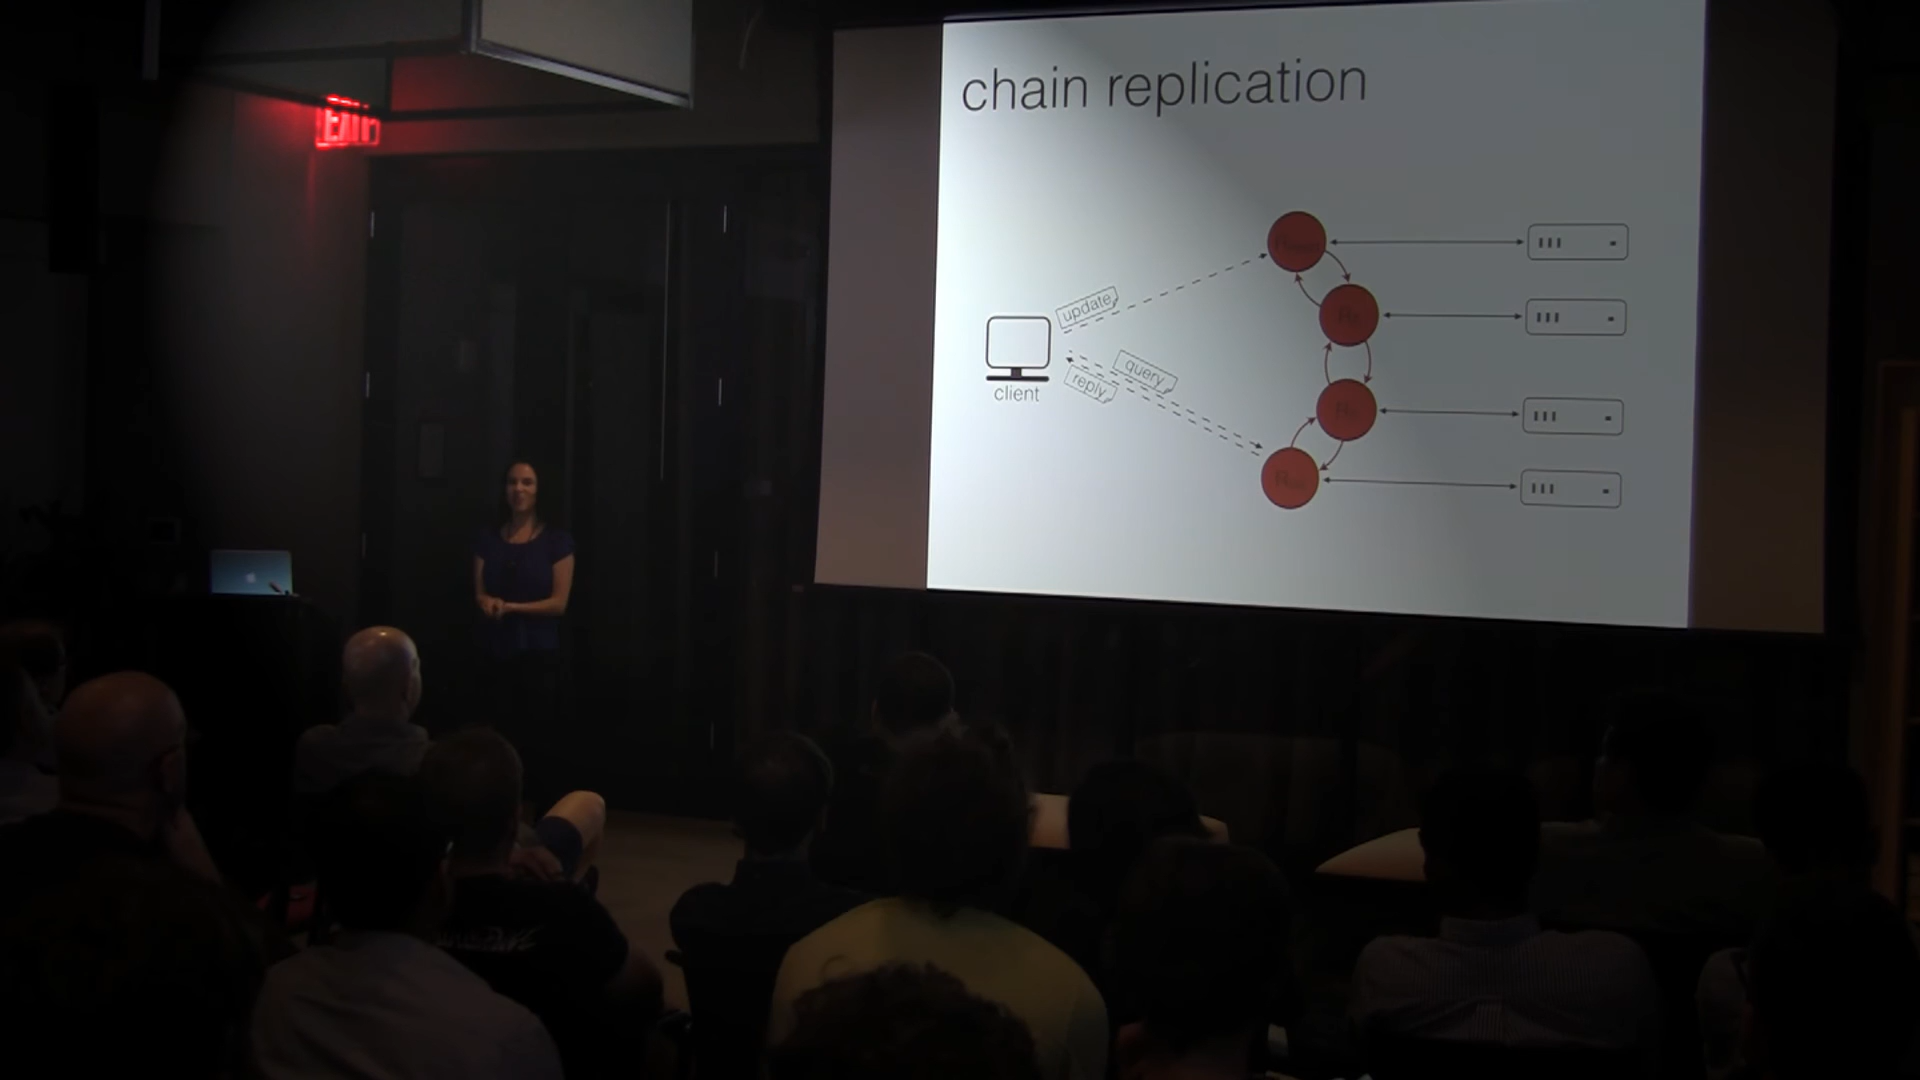 EXIT
chain replication
update
query
reply
client